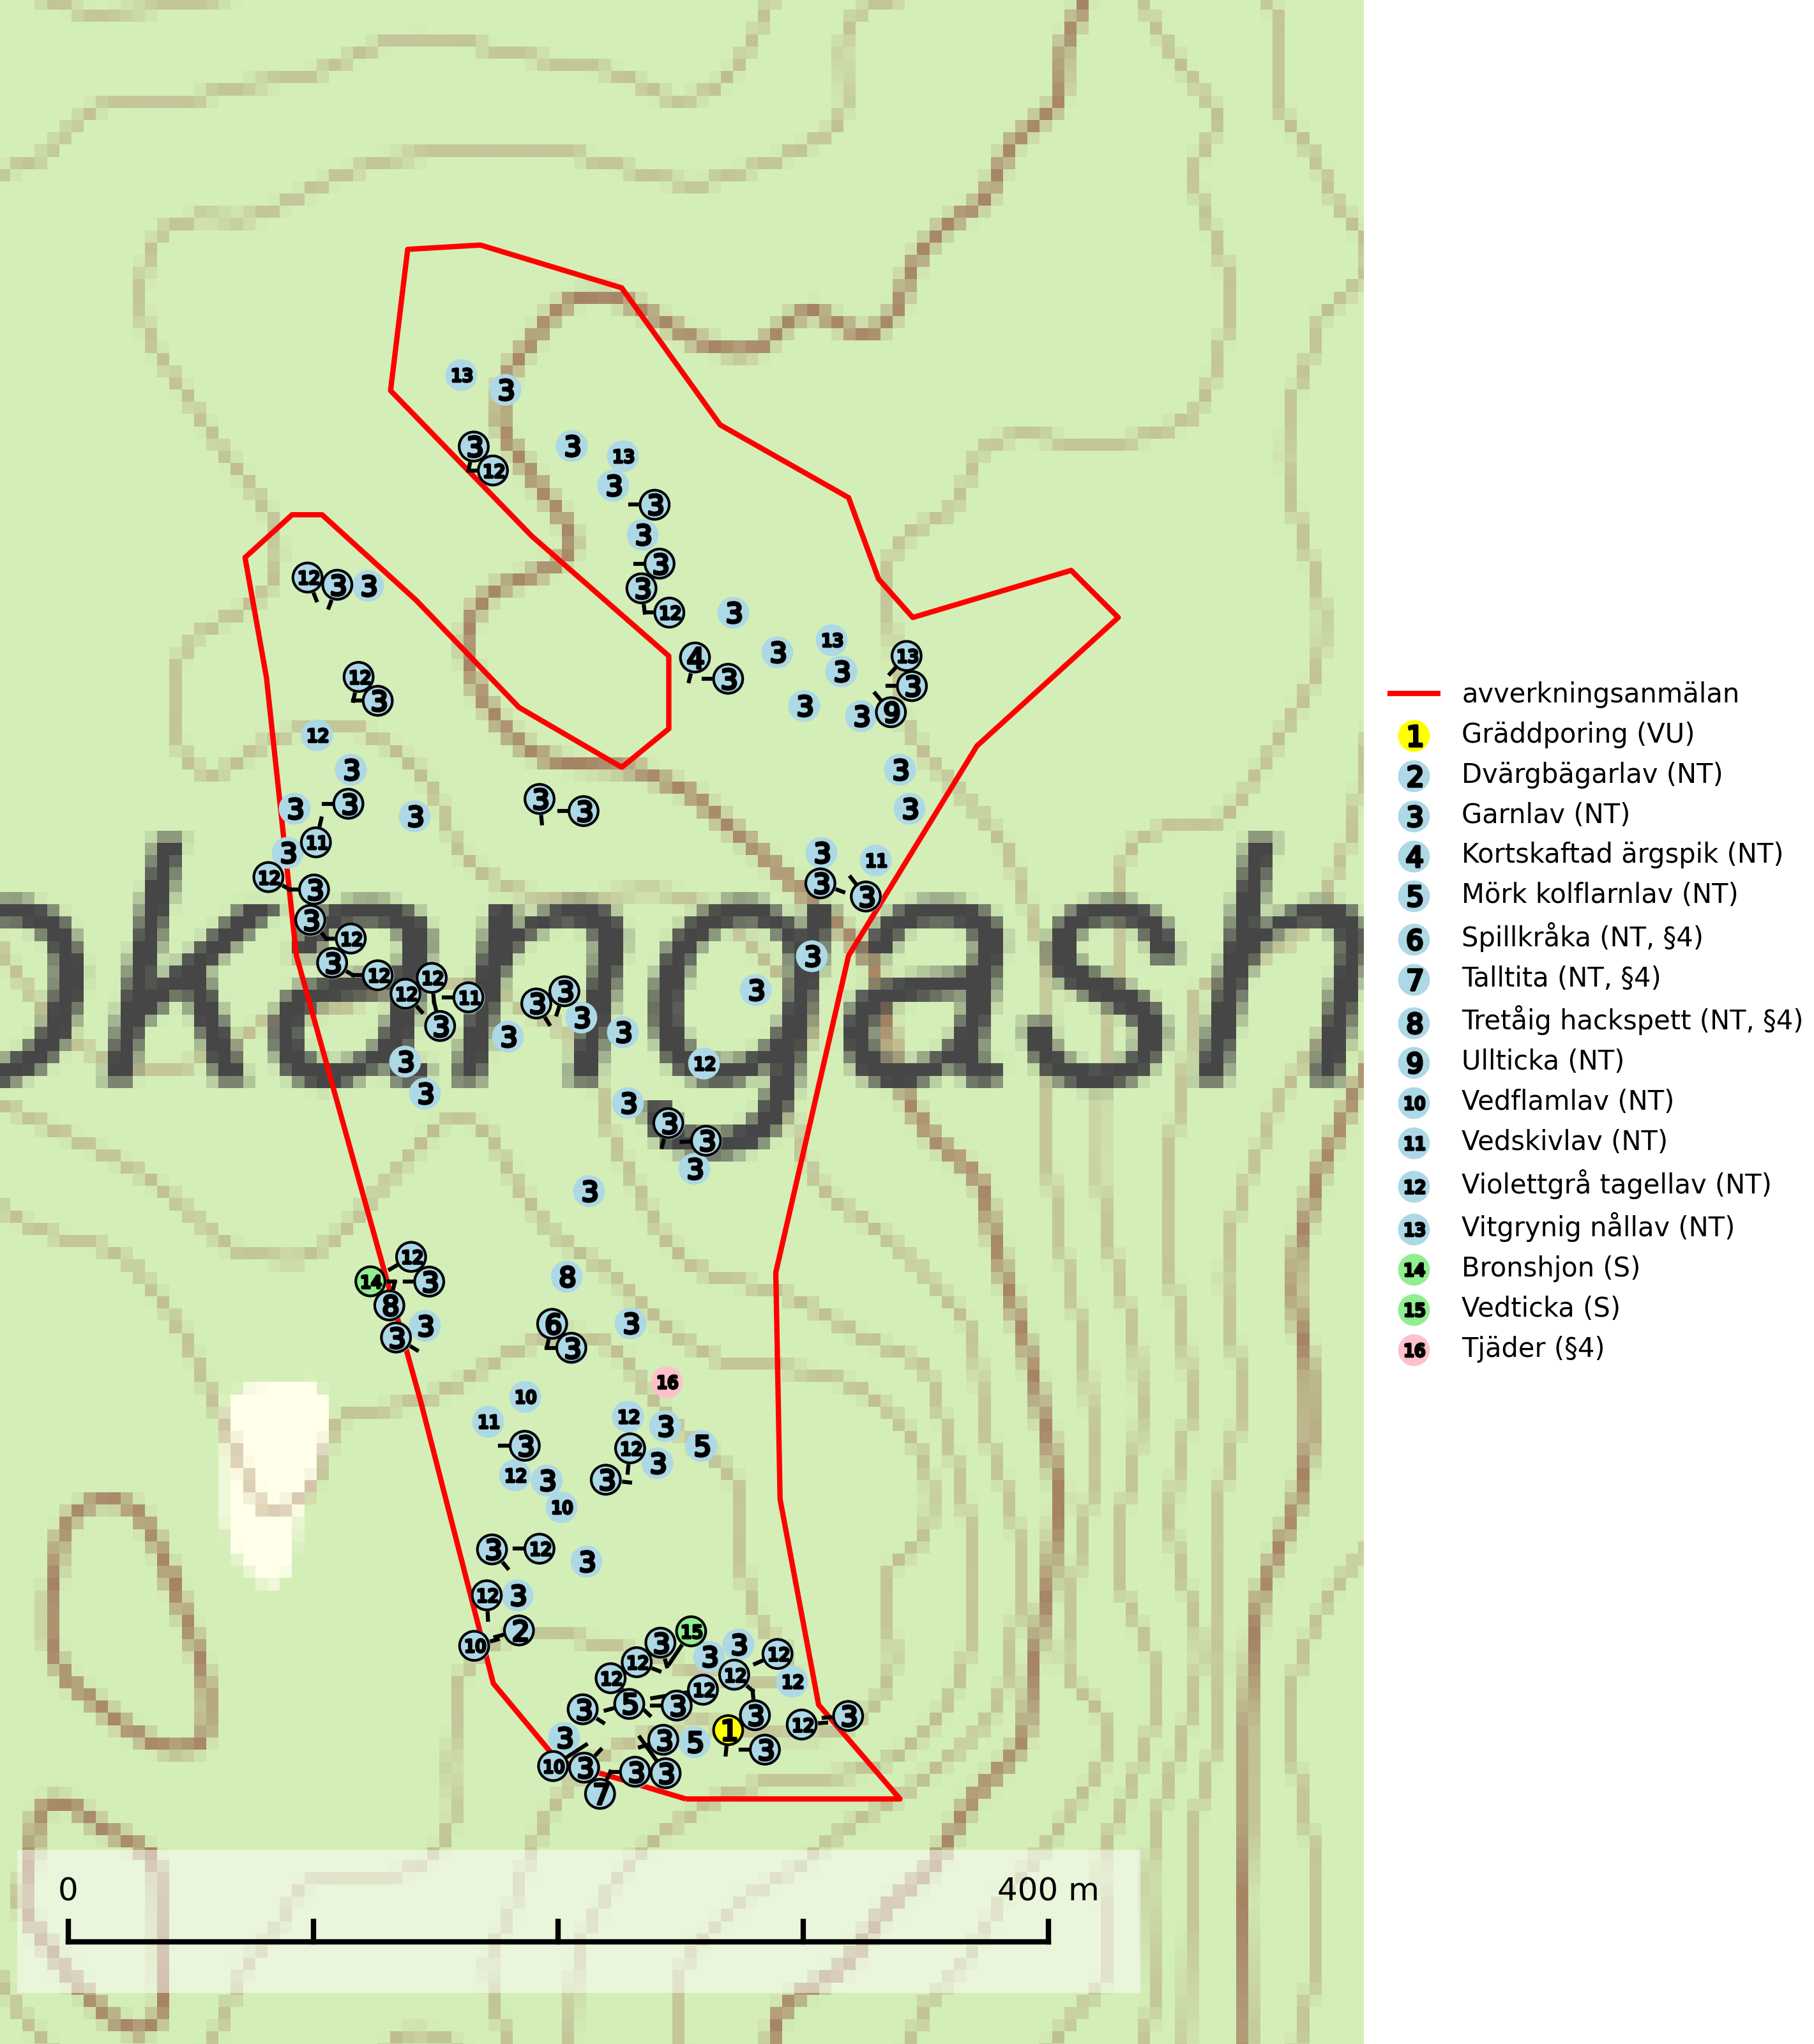 okangash
avverkningsanmälan
1 Gräddporing (VU)
2 Dvärgbägarlav (NT)
3 Garnlav (NT)
4 Kortskaftad ärgspik (NT)
5 Mörk kolflarnlav (NT)
6 Spillkråka (NT, §4)
7 Talltita (NT, §4)
8 Tretåig hackspett (NT, §4)
9 Ullticka (NT)
10 Vedflamlav (NT)
11 Vedskivlav (NT)
12 Violettgrå tagellav (NT)
13 Vitgrynig nållav (NT)
14 Bronshjon (S)
15 Vedticka (S)
16 Tjäder (§4)
0 400 m